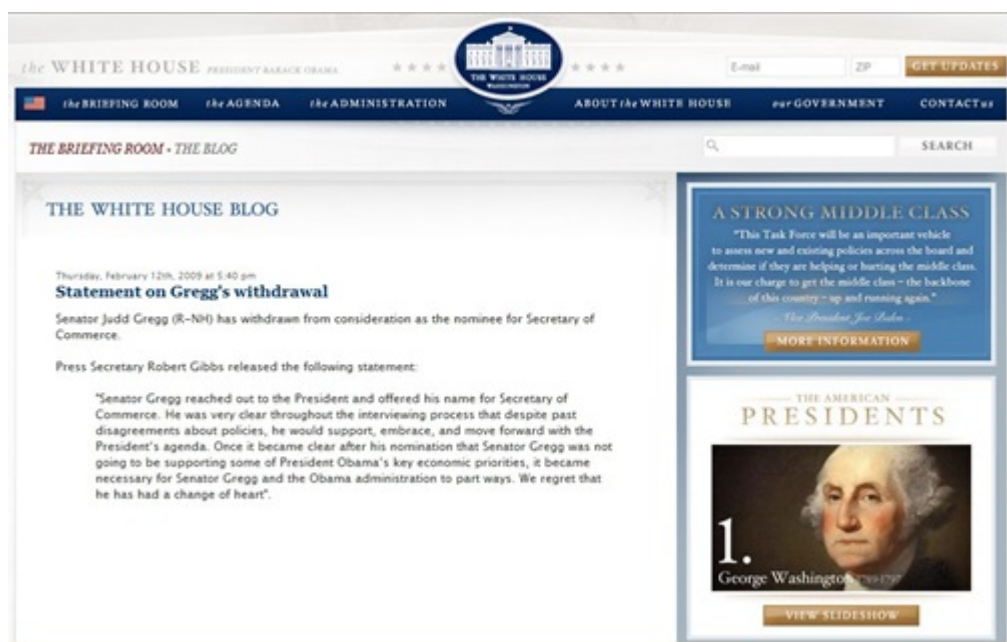 the WHITE HOUSE PRESIDENT BARACK OBAMA
THE WHITE HOUSE
WASHINGTON
E-mail
ZIP
GET UPDATES
the BRIEFING ROOM
the AGENDA
the ADMINISTRATION
ABOUT the WHITE HOUSE
our GOVERNMENT
CONTACT us
THE BRIEFING ROOM • THE BLOG
SEARCH
THE WHITE HOUSE BLOG
Thursday, February 12th, 2009 at 5:40 pm
Statement on Gregg's withdrawal
Senator Judd Gregg (R-NH) has withdrawn from consideration as the nominee for Secretary of
Commerce.
Press Secretary Robert Gibbs released the following statement:
"Senator Gregg reached out to the President and offered his name for Secretary of
Commerce. He was very clear throughout the interviewing process that despite past
disagreements about policies, he would support, embrace, and move forward with the
President's agenda. Once it became clear after his nomination that Senator Gregg was not
going to be supporting some of President Obama's key economic priorities, it became
necessary for Senator Gregg and the Obama administration to part ways. We regret that
he has had a change of heart".
A STRONG MIDDLE CLASS
"This Task Force will be an important vehicle
to assess new and existing policies across the board and
determine if they are helping or hurting the middle class.
It is our charge to get the middle class – the backbone
of this country – up and running again."
- Vice President Joe Biden -
MORE INFORMATION
THE AMERICAN
PRESIDENTS
1.
George Washington 1789-1797
VIEW SLIDESHOW